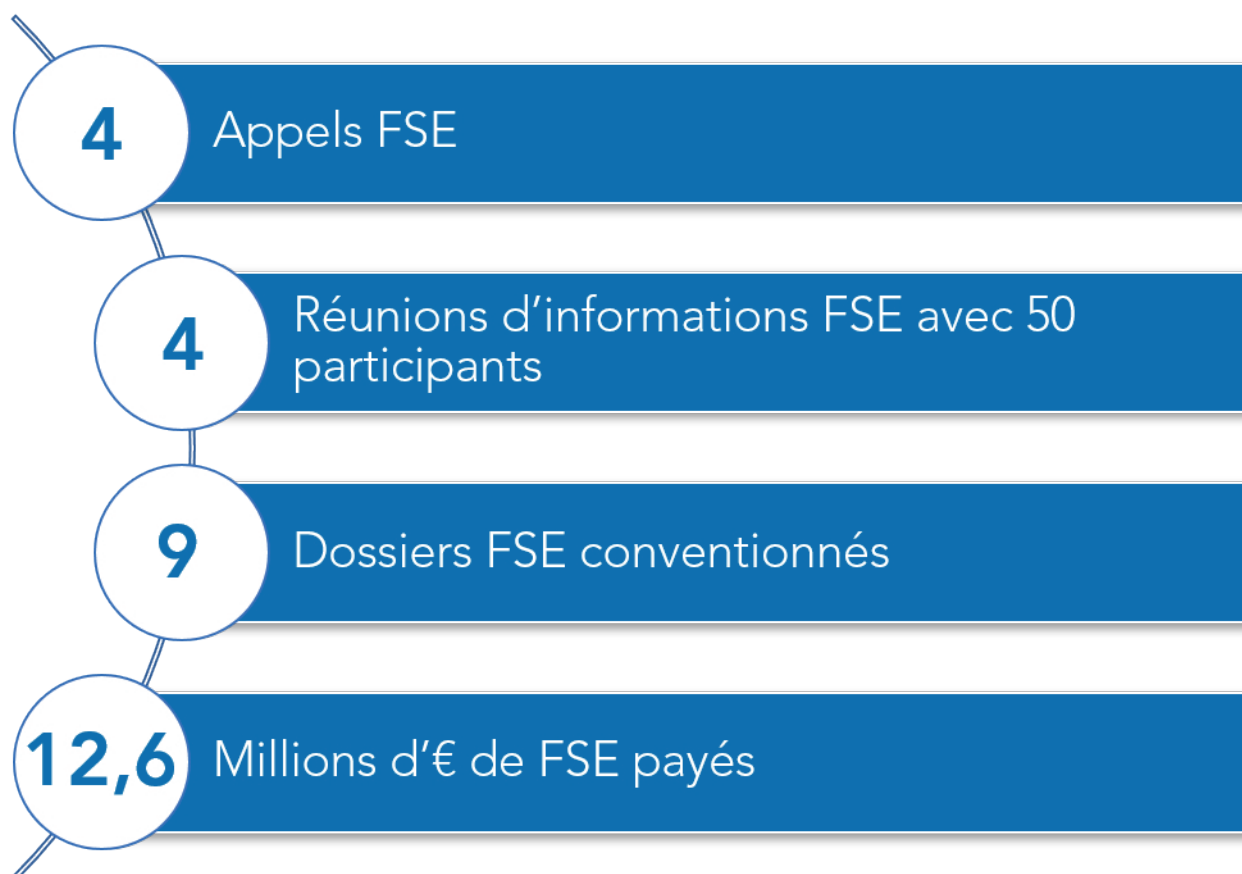 4
Appels FSE
4
Réunions d’informations FSE avec 50
participants
9
Dossiers FSE conventionnés
12,6
Millions d’€ de FSE payés